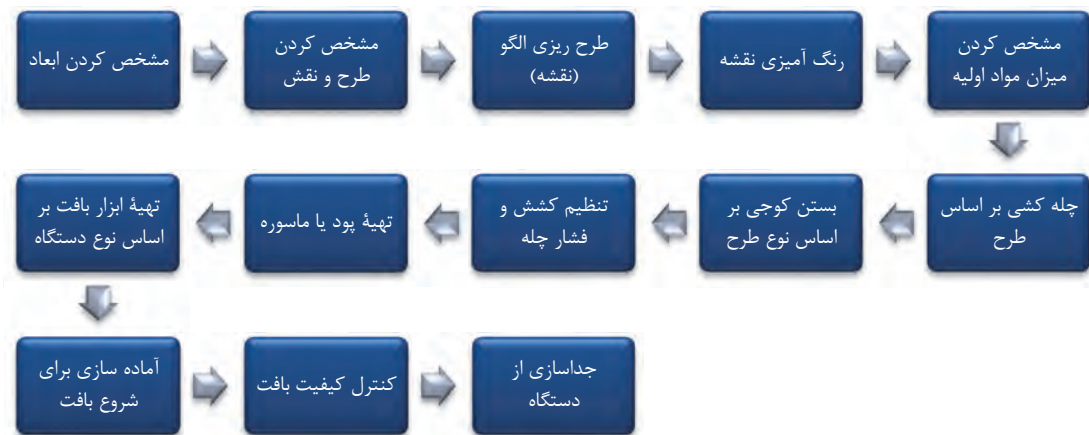 مشخص کردن ابعاد
مشخص کردن
طرح و نقش
طرح ریزی الگو
(نقشه)
رنگ آمیزی نقشه
مشخص کردن
میزان مواد اولیه
چله کشی بر اساس
طرح
بستن کوجی بر
اساس نوع طرح
تنظیم کشش و
فشار چله
تهیهٔ پود یا ماسوره
تهیهٔ ابزار بافت بر
اساس نوع دستگاه
آماده سازی برای
شروع بافت
کنترل کیفیت بافت
جداسازی از
دستگاه